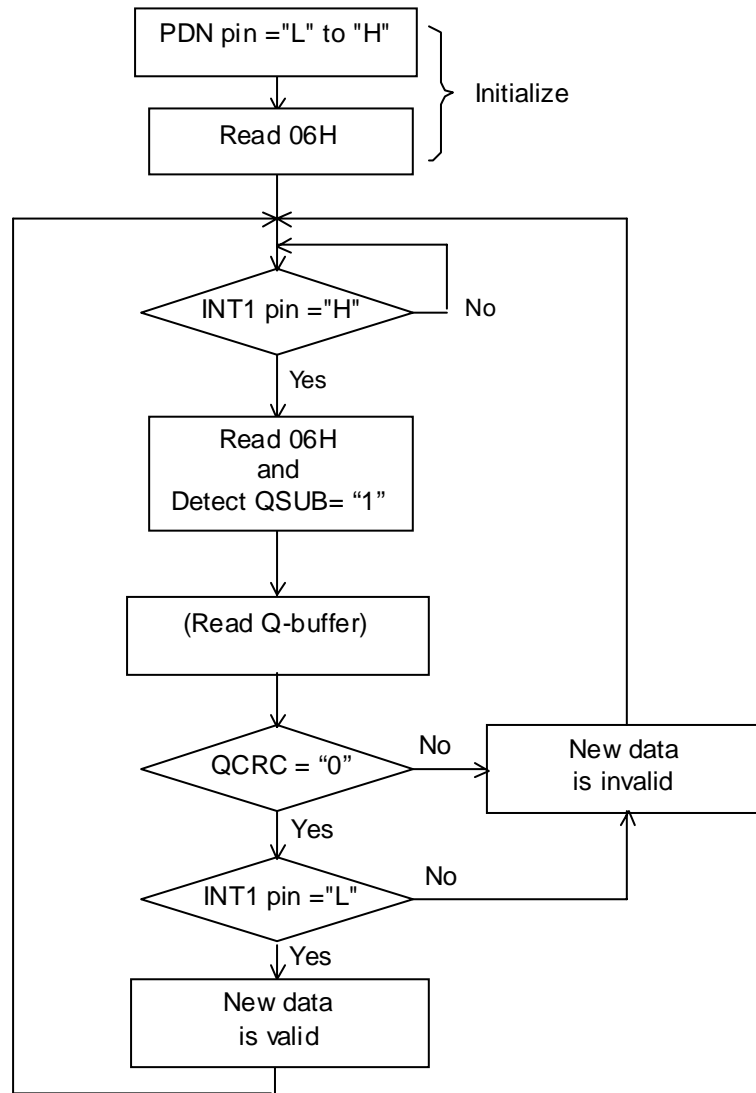 PDN pin ="L" to "H"
Initialize
Read 06H
INT1 pin ="H"
No
Yes
Read 06H
and
Detect QSUB= “1”
(Read Q-buffer)
QCRC = “0”
No
New data
is invalid
Yes
INT1 pin ="L"
No
Yes
New data
is valid